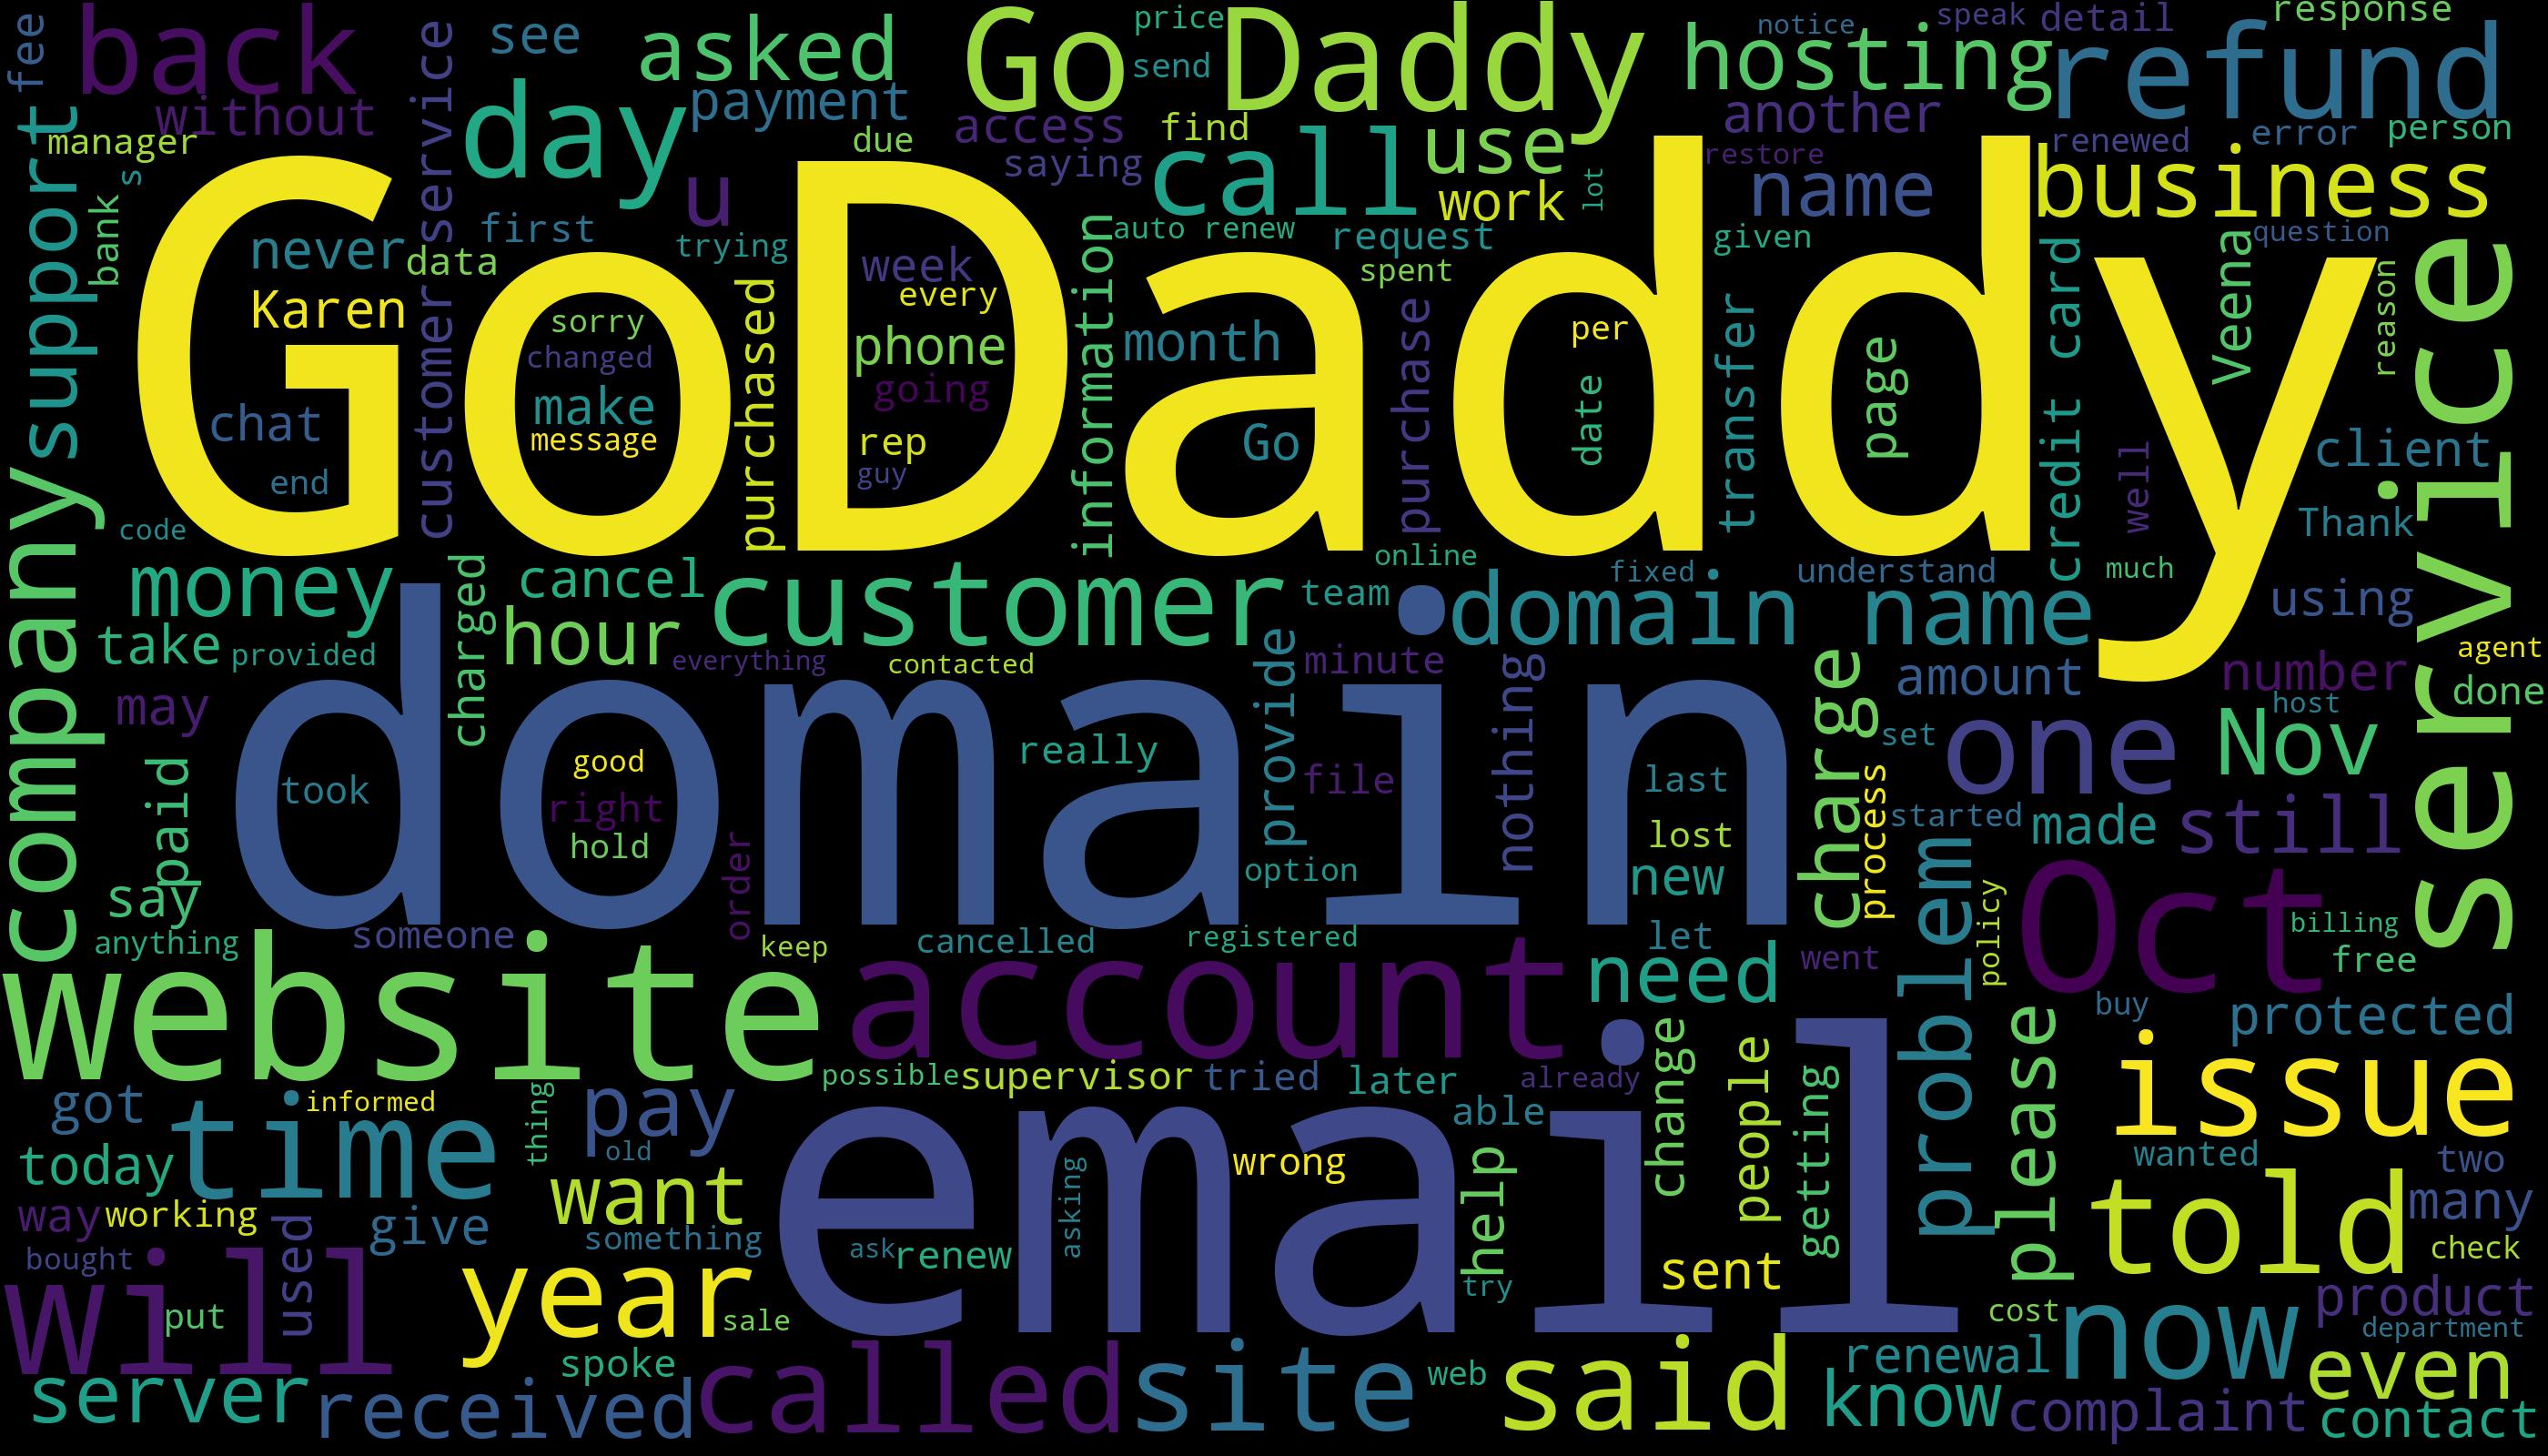 fee
back
see
asked
Go Daddy
price
send
hosting
notice
speak
detail
response
refund
without
manager
support
s
bank
customer service
day
payment
u
due
access
saying
find
call
use
work
lot
another
restore
name
renewed
error
person
business
GoDaddy
never
data
first
trying
week
every
auto renew
request
spent
given
question
Veena
reason
service
Karen
sorry
changed
make
message
purchased
phone
going
rep
guy
information
month
Go
purchase
per
date
transfer
page
credit card
well
client
Thank
chat
end
code
company
money
take
provided
may
charged
cancel
hour
customer
everything
contacted
team
online
domain name
fixed
understand
much
using
agent
done
number
host
minute
amount
domain
took
good
right
hold
really
provide
file
option
nothing
last
lost
new
charge
process
set
started
one
Nov
made
still
paid
say
anything
someone
order
keep
cancelled
registered
let
went
problem
policy
Oct
billing
free
website
account
need
buy
protected
issue
got
informed
time
thing
pay
old
possible
supervisor
tried
later
already
able
change
people
getting
please
wanted
two
today
way
working
used
give
want
something
email
asking
wrong
help
try
ask
renew
sent
told
many
check
bought
will
put
year
sale
cost
now
product
department
server
received
spoke
called
site
web
said
renewal
know
complaint
even
contact